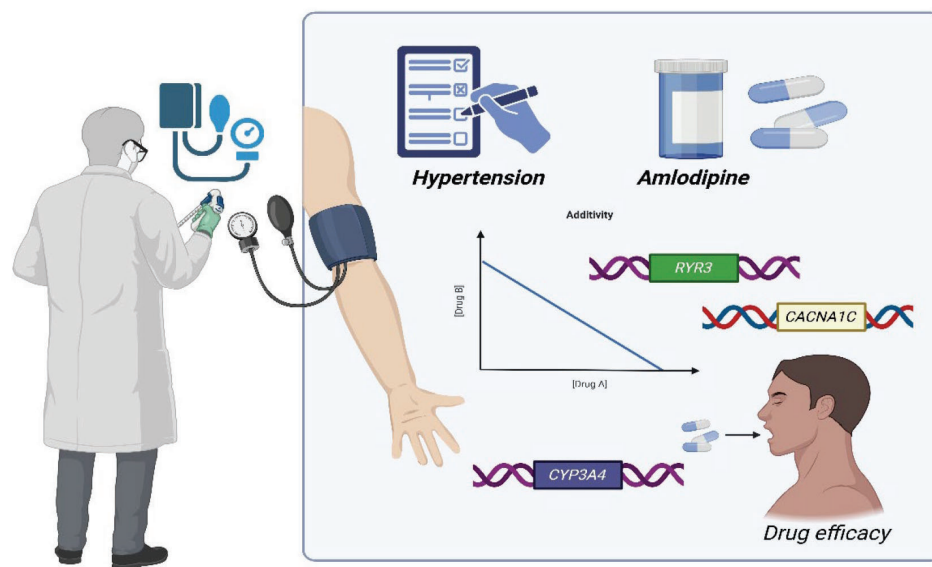 Hypertension
Amlodipine
Additivity
[Drug B]
[Drug A]
RYR3
CACNA1C
CYP3A4
Drug efficacy